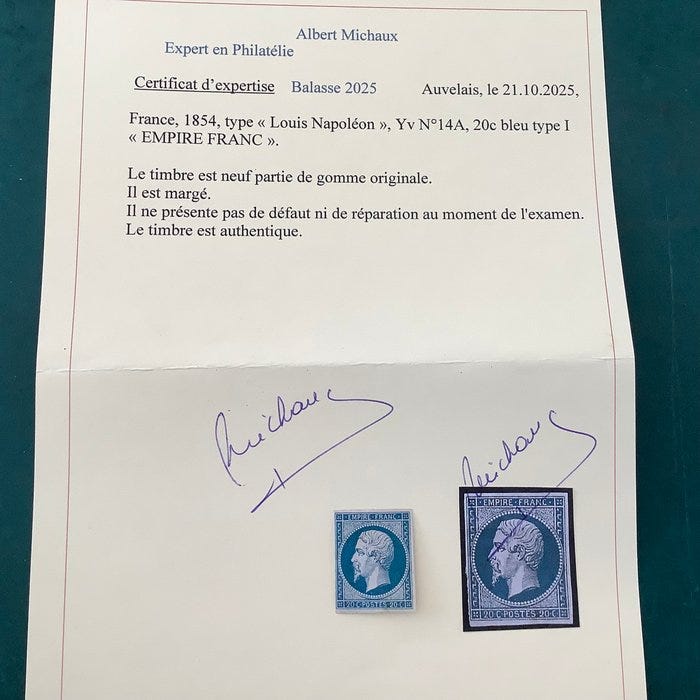 Albert Michaux
Expert en Philatélie
Certificat d'expertise Balasse 2025 Auvelais, le 21.10.2025,
France, 1854, type « Louis Napoléon », Yv N°14A, 20c bleu type I
« EMPIRE FRANC ».
Le timbre est neuf partie de gomme originale.
Il est margé.
Il ne présente pas de défaut ni de réparation au moment de l'examen.
Le timbre est authentique.
Michaux
Michaux
EMPIRE FRANC
20 C POSTES 20 C
EMPIRE FRANC
20 C POSTES 20 C